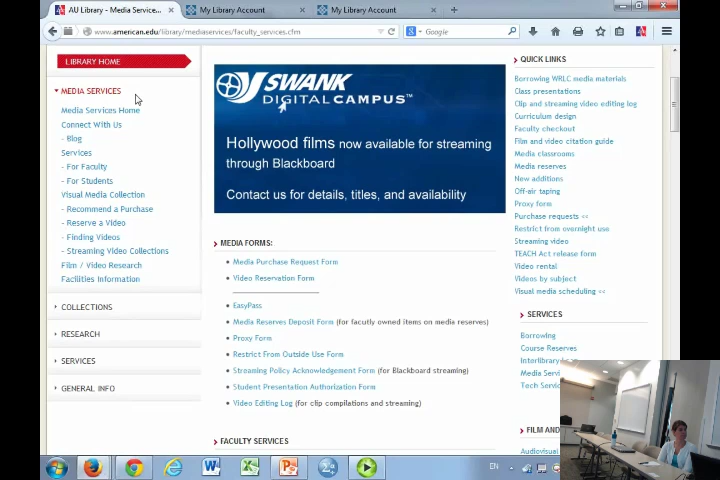 AU Library - Media Service...
My Library Account
My Library Account
www.american.edu/library/mediaservices/faculty_services.cfm
Google
LIBRARY HOME
MEDIA SERVICES
Media Services Home
Connect With Us
- Blog
Services
- For Faculty
- For Students
Visual Media Collection
- Recommend a Purchase
- Reserve a Video
- Finding Videos
- Streaming Video Collections
Film / Video Research
Facilities Information
COLLECTIONS
RESEARCH
SERVICES
GENERAL INFO
SWANK
DIGITALCAMPUS™
Hollywood films now available for streaming
through Blackboard
Contact us for details, titles, and availability
MEDIA FORMS:
Media Purchase Request Form
Video Reservation Form
EasyPass
Media Reserves Deposit Form (for facutly owned items on media reserves)
Proxy Form
Restrict From Outside Use Form
Streaming Policy Acknowledgement Form (for Blackboard streaming)
Student Presentation Authorization Form
Video Editing Log (for clip compilations and streaming)
FACULTY SERVICES
QUICK LINKS
Borrowing WRLC media materials
Class presentations
Clip and streaming video editing log
Curriculum design
Faculty checkout
Film and video citation guide
Media classrooms
Media reserves
New additions
Off-air taping
Proxy form
Purchase requests <<
Restrict from overnight use
Streaming video
TEACH Act release form
Video rental
Videos by subject
Visual media scheduling <<
SERVICES
Borrowing
Course Reserves
Interlibrary
Media Serv
Tech Servic
FILM AND
Audiovisual
EN